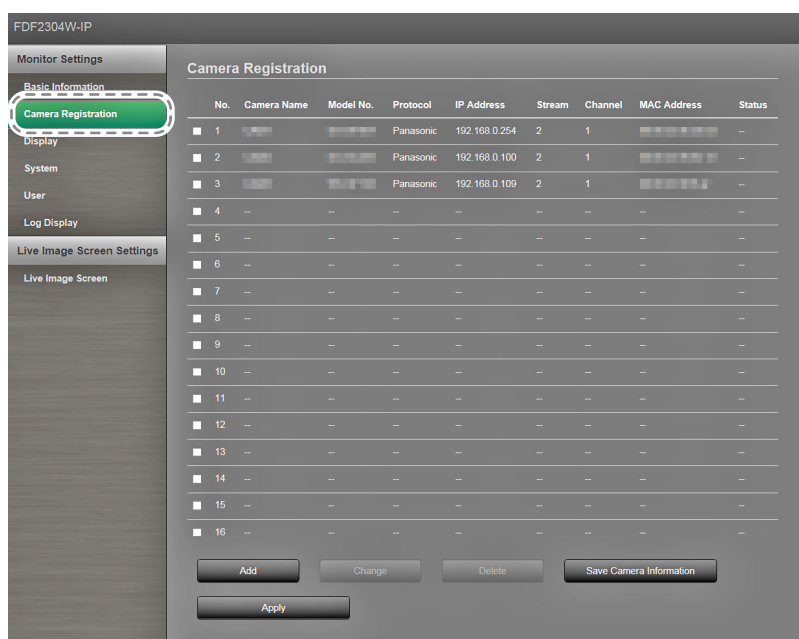 FDF2304W-IP
Monitor Settings
Basic Information
Camera Registration
Display
System
User
Log Display
Live Image Screen Settings
Live Image Screen
Camera Registration
No. Camera Name Model No. Protocol IP Address Stream Channel MAC Address Status
1 Panasonic 192.168.0.254 2 1 --
2 Panasonic 192.168.0.100 2 1 --
3 Panasonic 192.168.0.109 2 1 --
4 -- -- -- -- -- -- -- --
5 -- -- -- -- -- -- -- --
6 -- -- -- -- -- -- -- --
7 -- -- -- -- -- -- -- --
8 -- -- -- -- -- -- -- --
9 -- -- -- -- -- -- -- --
10 -- -- -- -- -- -- -- --
11 -- -- -- -- -- -- -- --
12 -- -- -- -- -- -- -- --
13 -- -- -- -- -- -- -- --
14 -- -- -- -- -- -- -- --
15 -- -- -- -- -- -- -- --
16 -- -- -- -- -- -- -- --
Add Change Delete Save Camera Information
Apply